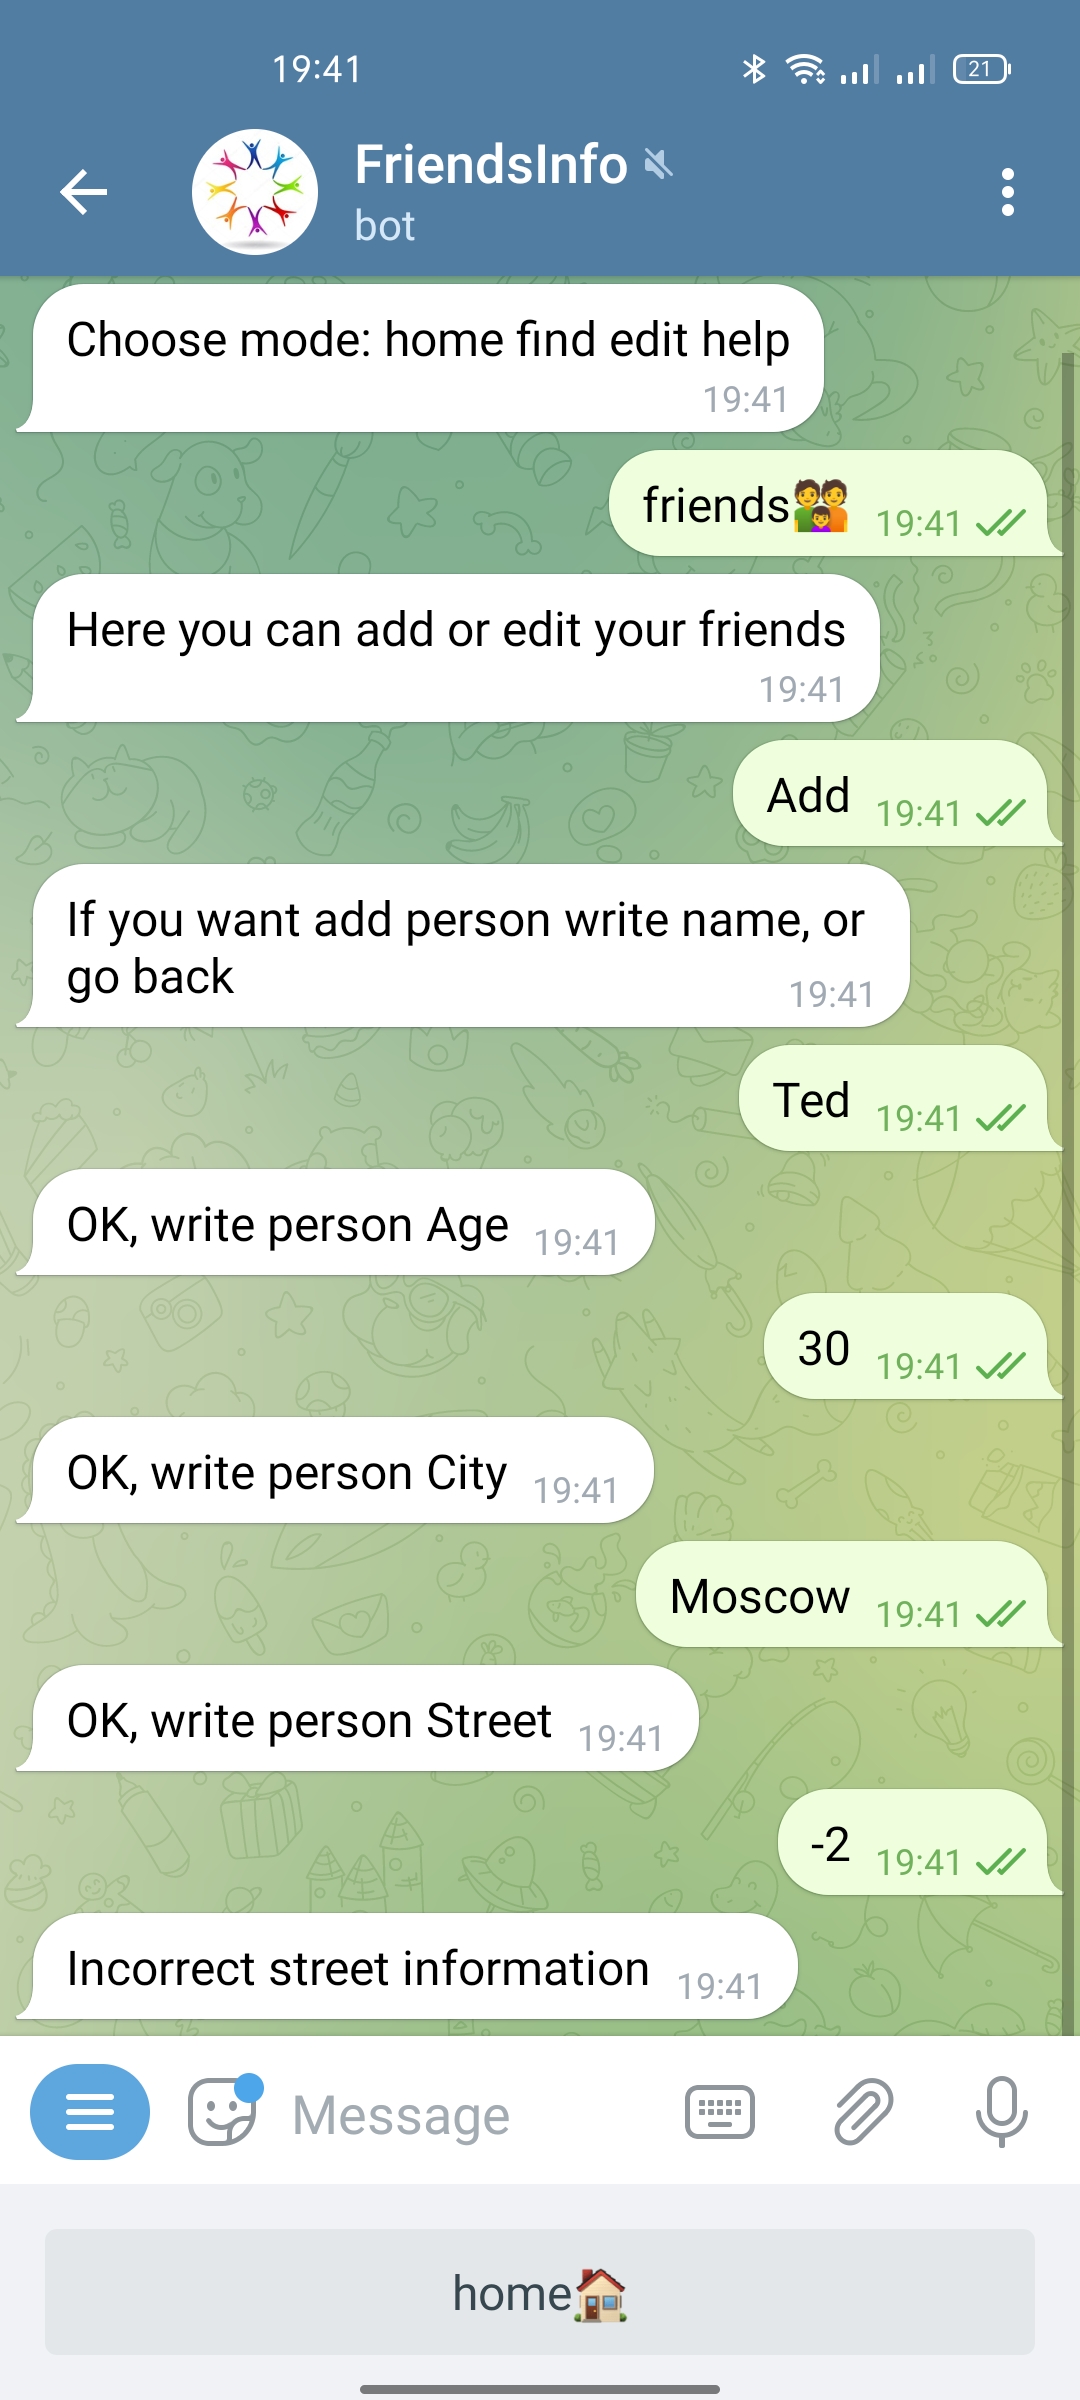 19:41
21
FriendsInfo
bot
Choose mode: home find edit help
19:41
friends👨‍👩‍👦 19:41
Here you can add or edit your friends
19:41
Add 19:41
If you want add person write name, or
go back 19:41
Ted 19:41
OK, write person Age 19:41
30 19:41
OK, write person City 19:41
Moscow 19:41
OK, write person Street 19:41
-2 19:41
Incorrect street information 19:41
Message
home🏠